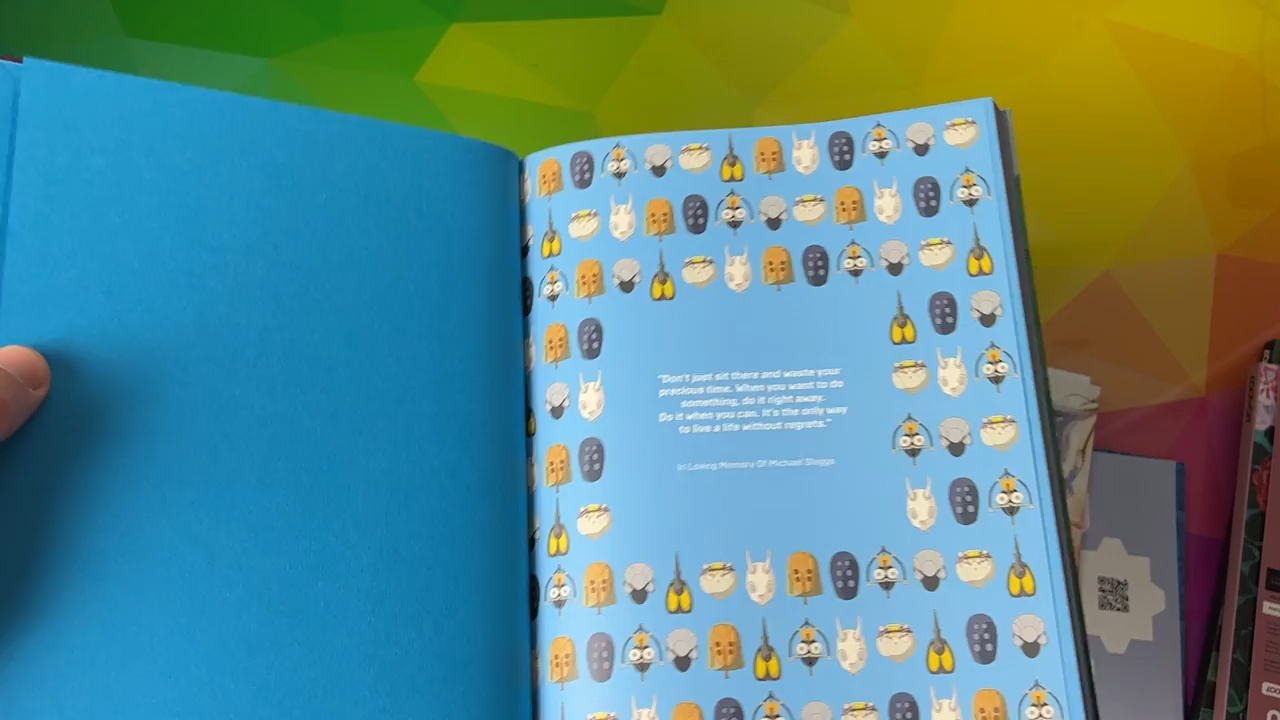 "Don't just sit there and waste your
precious time. When you want to do
something, do it right away.
Do it when you can. It's the only way
to live a life without regrets."
In Loving Memory Of Michael Sleggs